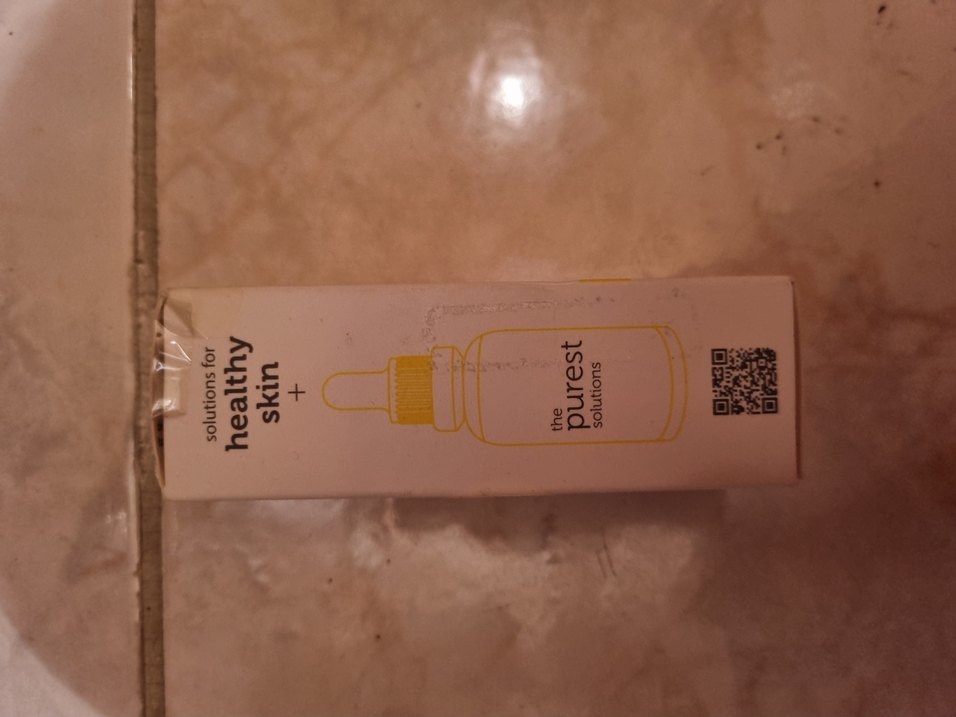 solutions for
healthy
skin
+
the
purest
solutions